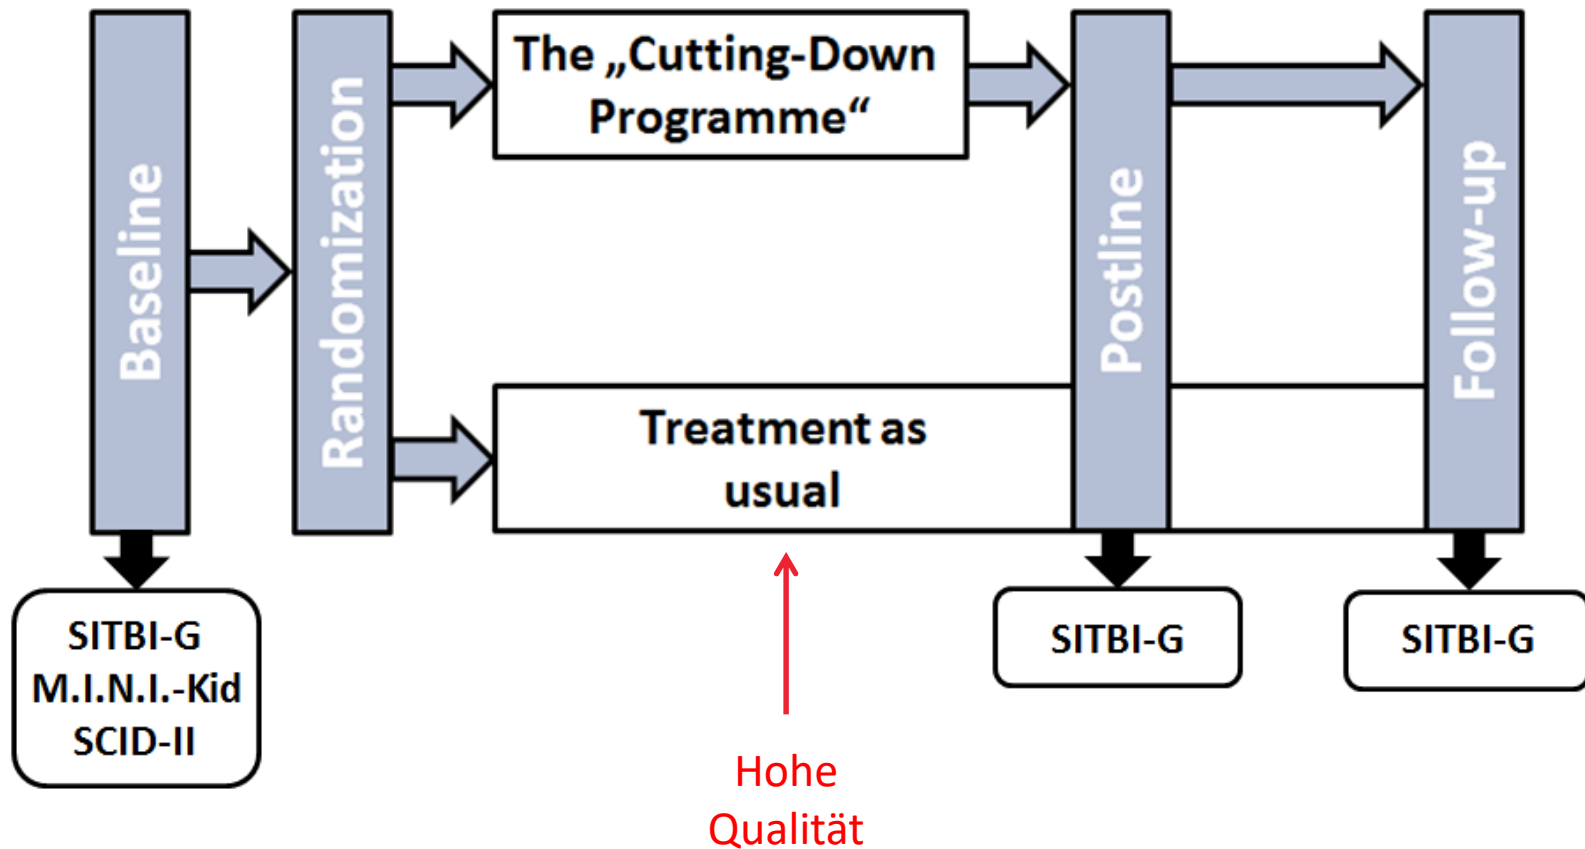 Baseline
Randomization
The „Cutting-Down
Programme“
Postline
Follow-up
Treatment as
usual
SITBI-G
M.I.N.I.-Kid
SCID-II
SITBI-G
SITBI-G
Hohe
Qualität